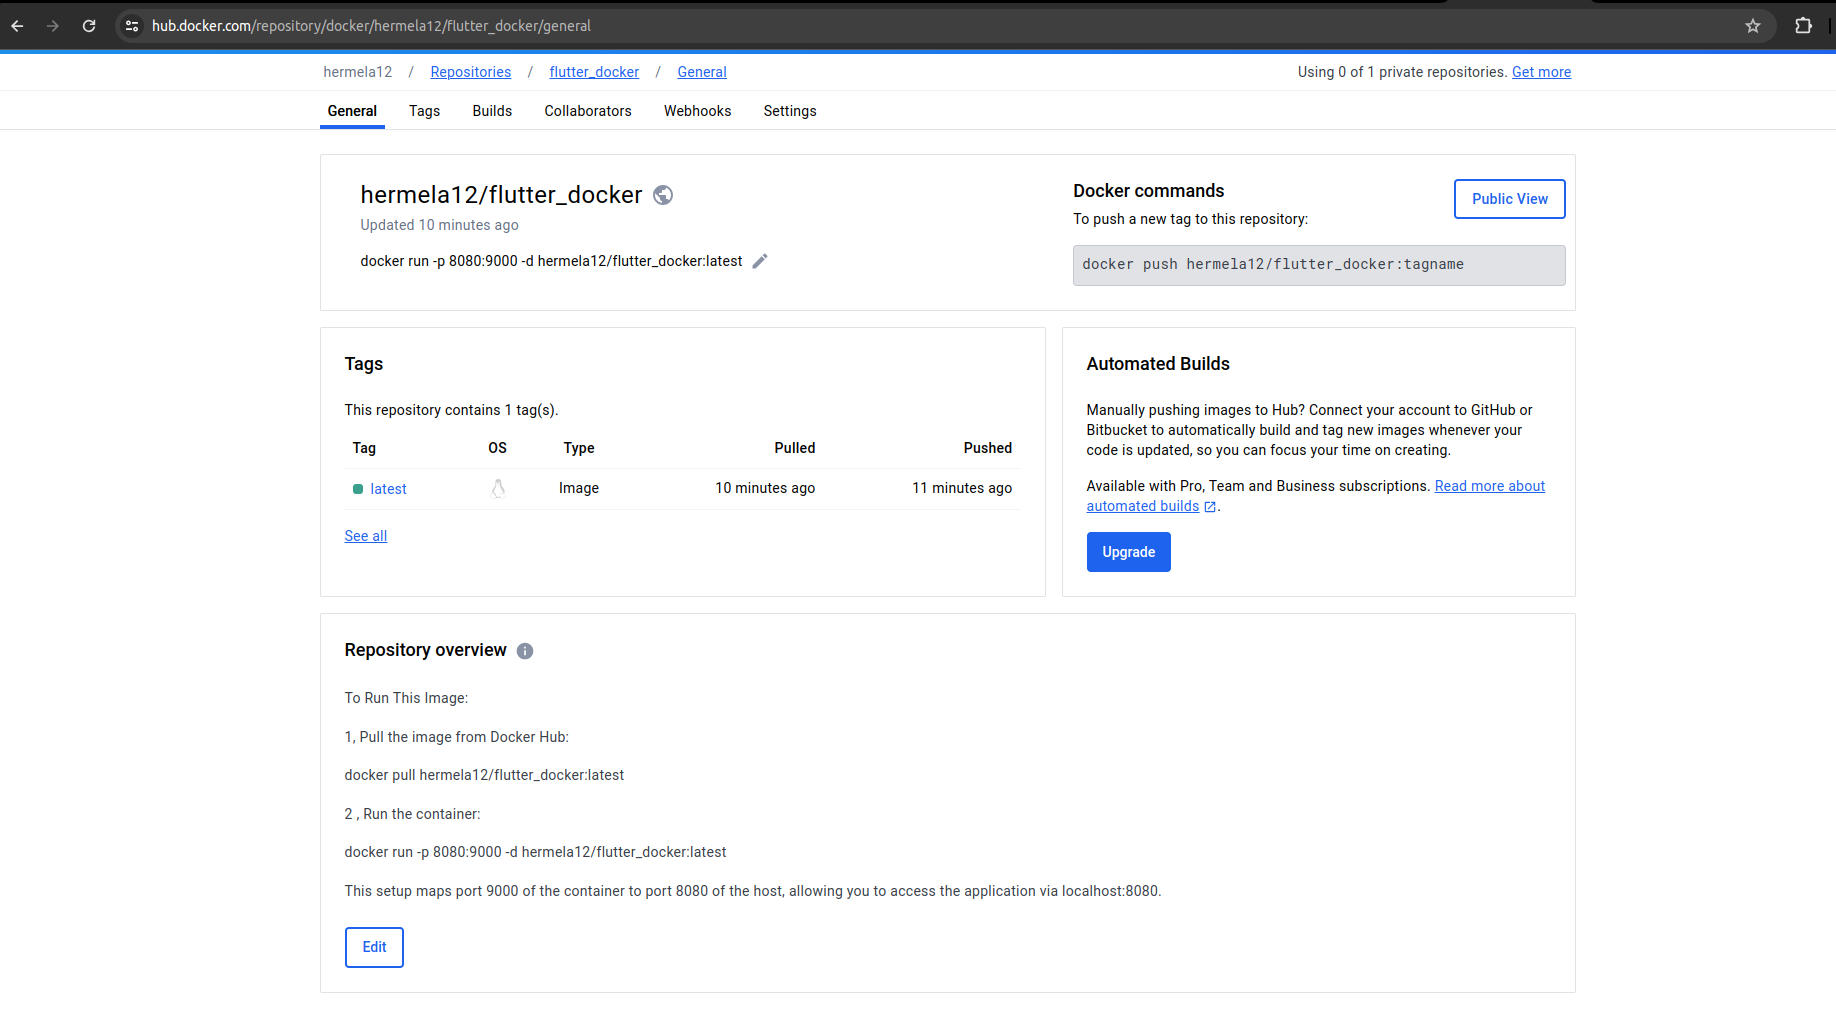 hub.docker.com/repository/docker/hermela12/flutter_docker/general
hermela12 / Repositories / flutter_docker / General
Using 0 of 1 private repositories. Get more
General Tags Builds Collaborators Webhooks Settings
hermela12/flutter_docker
Updated 10 minutes ago
docker run -p 8080:9000 -d hermela12/flutter_docker:latest
Docker commands
Public View
To push a new tag to this repository:
docker push hermela12/flutter_docker:tagname
Tags
This repository contains 1 tag(s).
Tag OS Type Pulled Pushed
latest Image 10 minutes ago 11 minutes ago
See all
Automated Builds
Manually pushing images to Hub? Connect your account to GitHub or
Bitbucket to automatically build and tag new images whenever your
code is updated, so you can focus your time on creating.
Available with Pro, Team and Business subscriptions. Read more about
automated builds .
Upgrade
Repository overview
To Run This Image:
1, Pull the image from Docker Hub:
docker pull hermela12/flutter_docker:latest
2 , Run the container:
docker run -p 8080:9000 -d hermela12/flutter_docker:latest
This setup maps port 9000 of the container to port 8080 of the host, allowing you to access the application via localhost:8080.
Edit